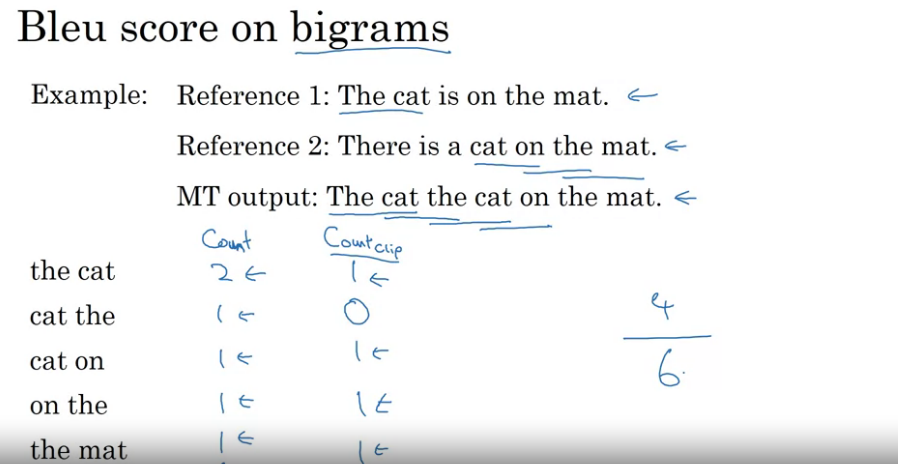 Bleu score on bigrams
Example: Reference 1: The cat is on the mat. ←
Reference 2: There is a cat on the mat. ←
MT output: The cat the cat on the mat. ←
Count Count clip
the cat 2 ← 1 ←
cat the 1 ← 0
cat on 1 ← 1 ←
on the 1 ← 1 ←
the mat 1 ← 1 ←
4
6